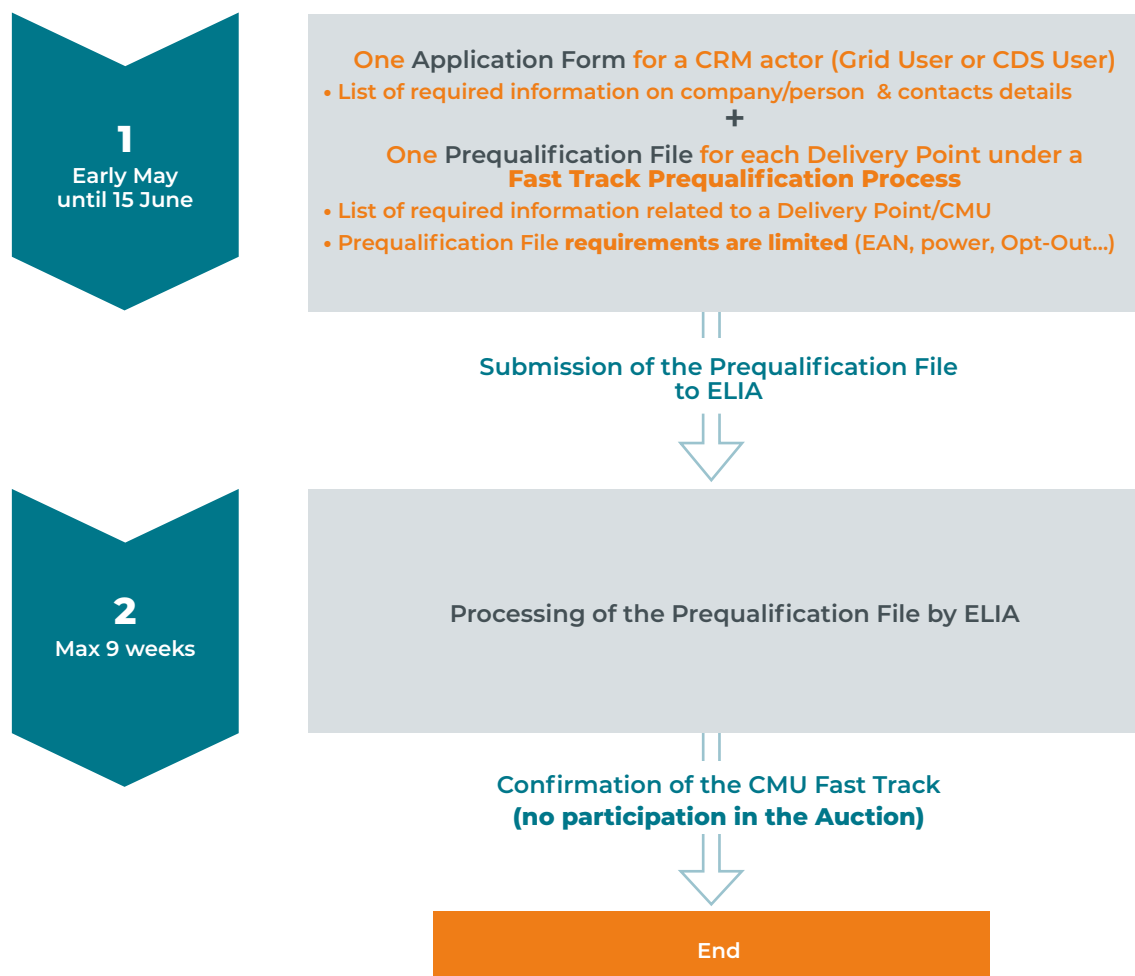 1
Early May
until 15 June
One Application Form for a CRM actor (Grid User or CDS User)
• List of required information on company/person & contacts details
+
One Prequalification File for each Delivery Point under a
Fast Track Prequalification Process
• List of required information related to a Delivery Point/CMU
• Prequalification File requirements are limited (EAN, power, Opt-Out...)
Submission of the Prequalification File
to ELIA
2
Max 9 weeks
Processing of the Prequalification File by ELIA
Confirmation of the CMU Fast Track
(no participation in the Auction)
End